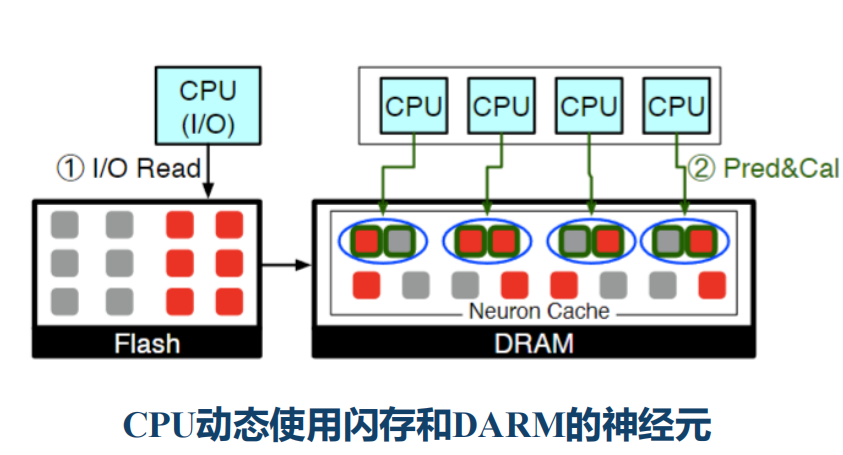 CPU
(I/O)
CPU
CPU
CPU
CPU
① I/O Read
② Pred&Cal
Neuron Cache
Flash
DRAM
CPU动态使用闪存和DARM的神经元